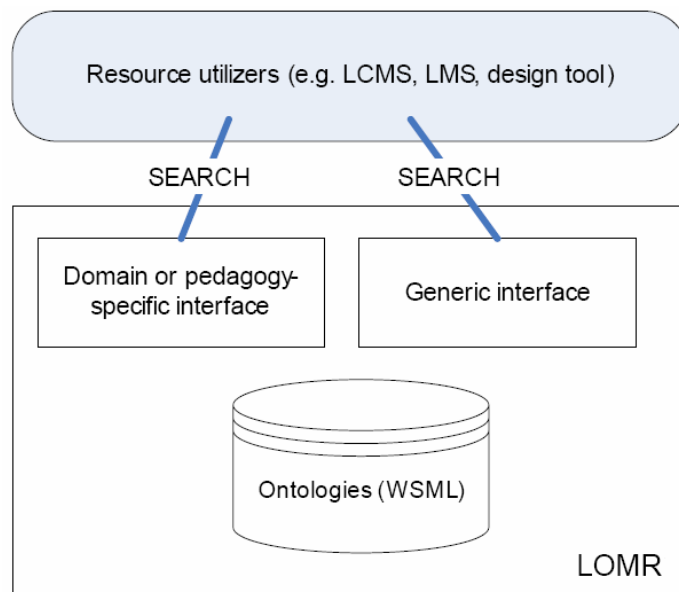 Resource utilizers (e.g. LCMS, LMS, design tool)
SEARCH
SEARCH
Domain or pedagogy-
specific interface
Generic interface
Ontologies (WSML)
LOMR